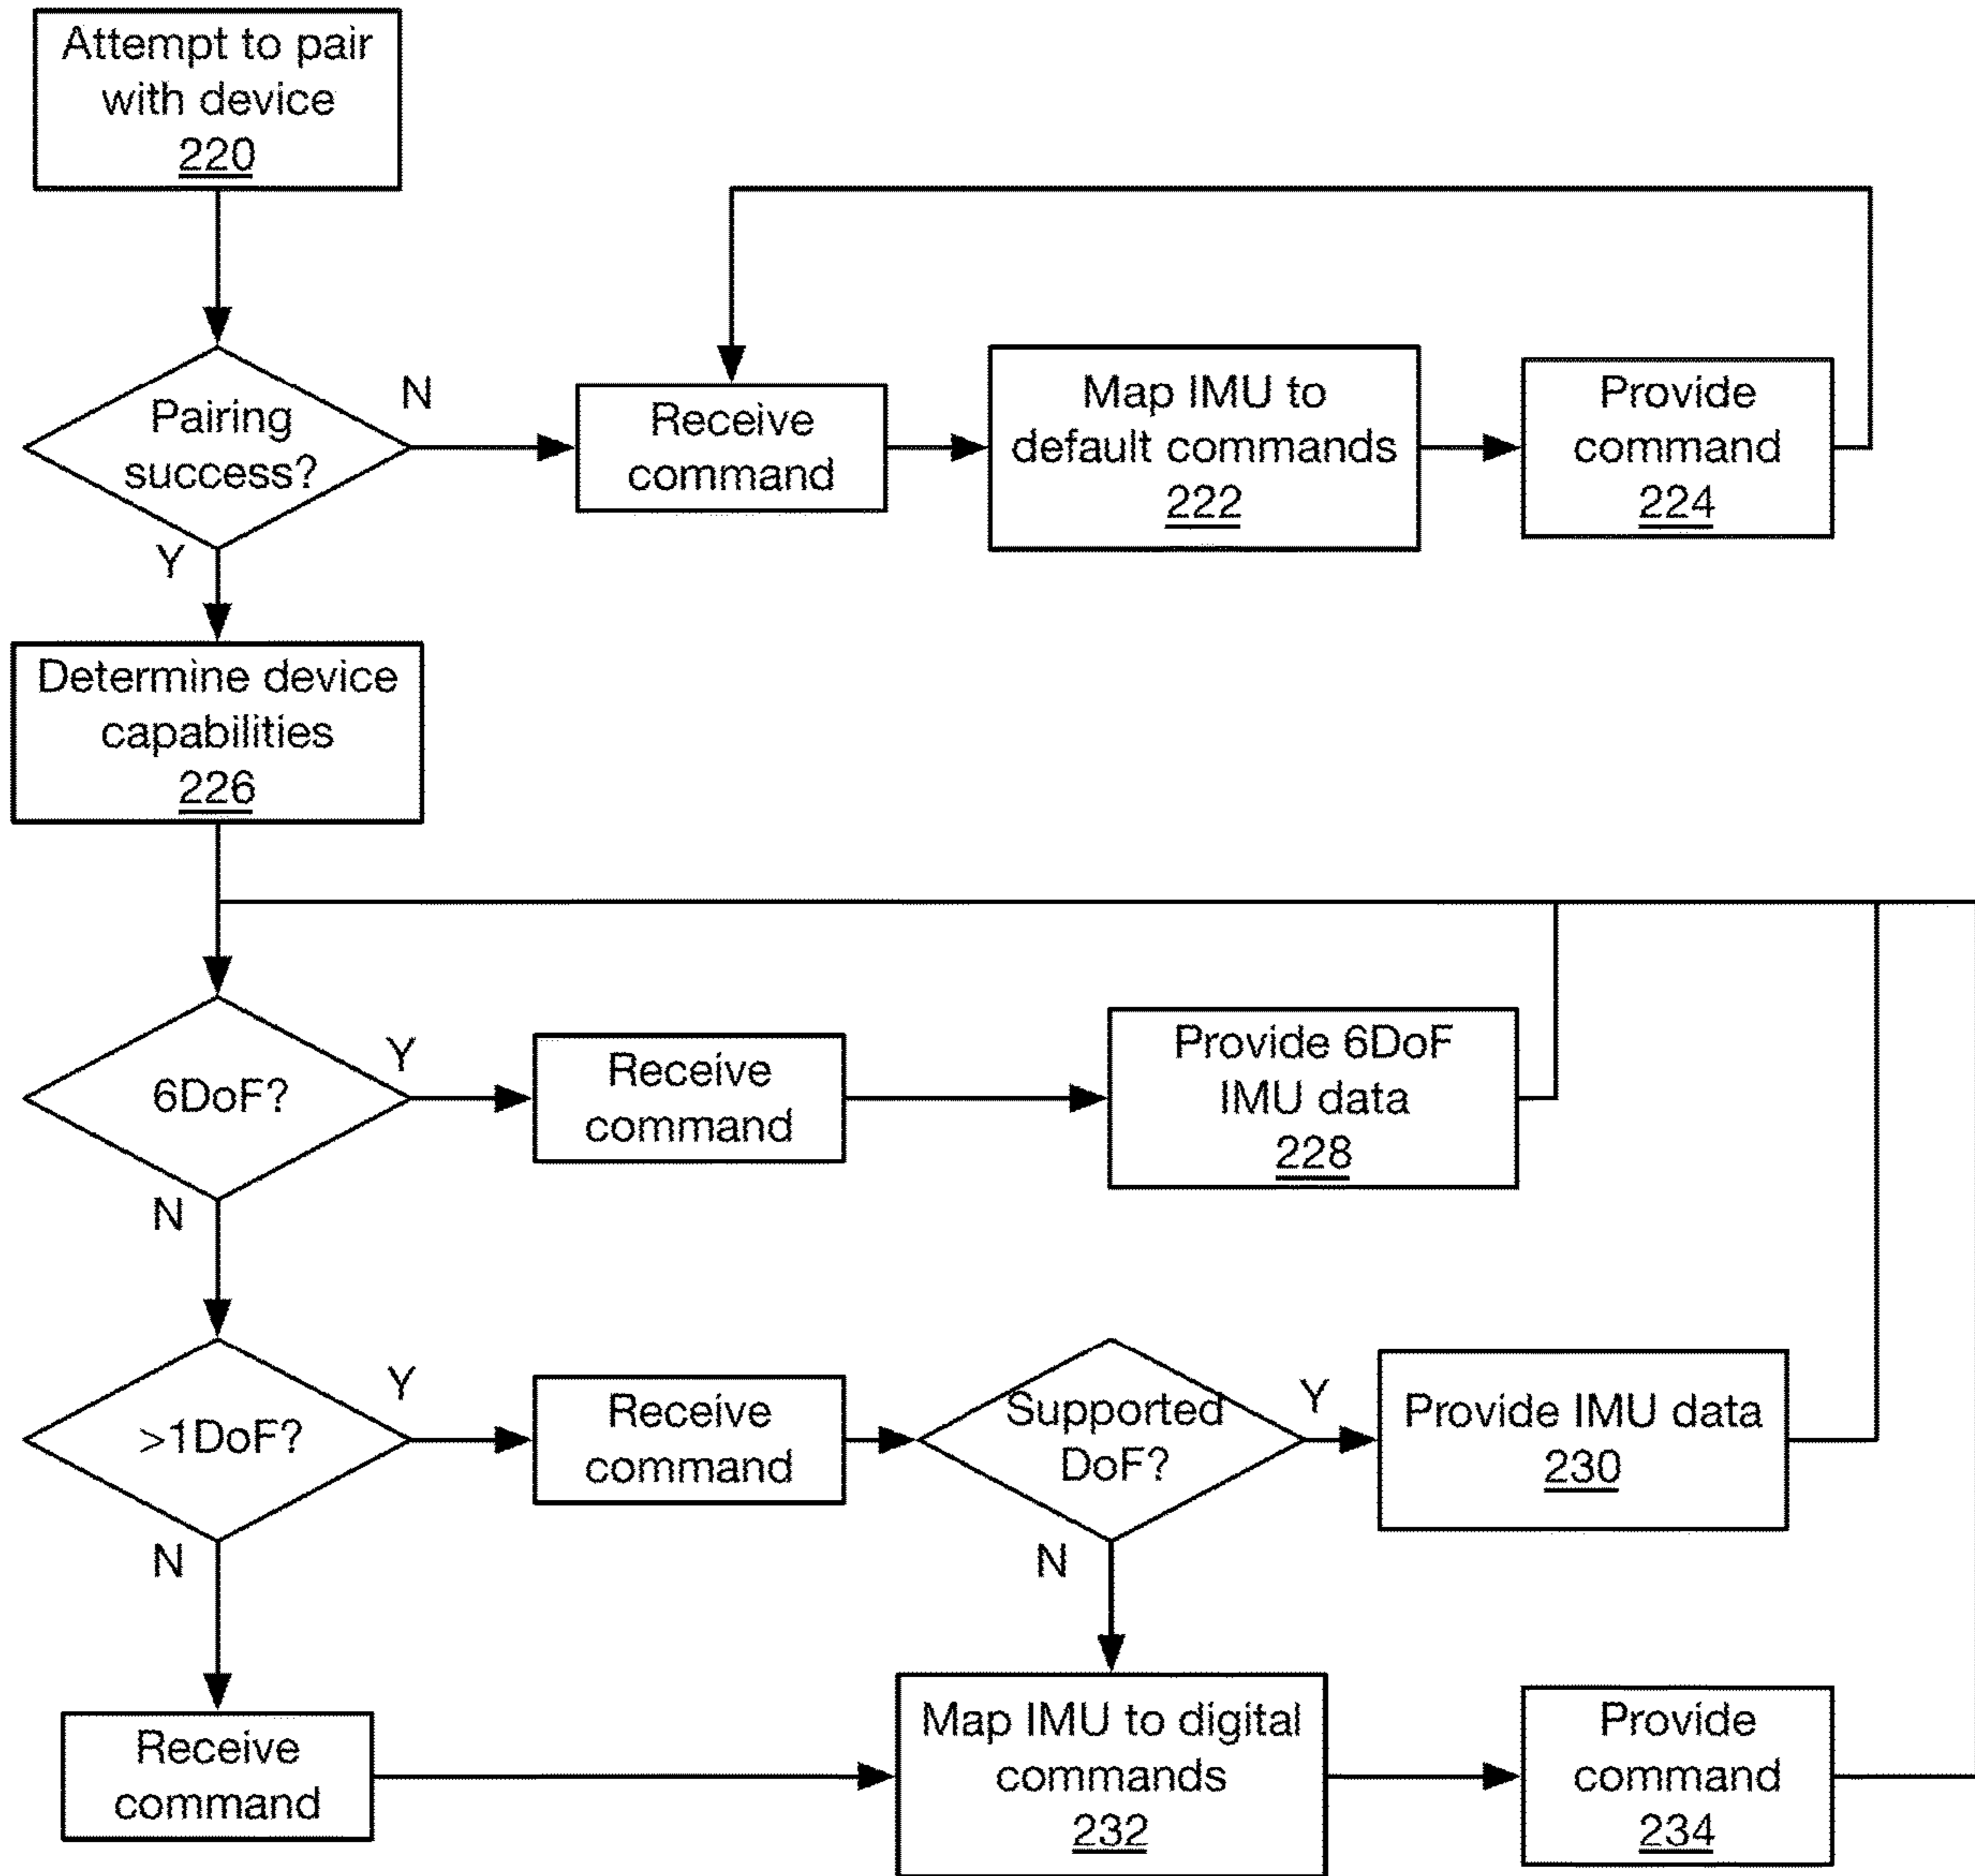 Attempt to pair
with device
220
Pairing
success?
N
Y
Receive
command
Map IMU to
default commands
222
Provide
command
224
Determine device
capabilities
226
6DoF?
Y
N
Receive
command
Provide 6DoF
IMU data
228
>1DoF?
Y
N
Receive
command
Supported
DoF?
Y
N
Provide IMU data
230
Receive
command
Map IMU to digital
commands
232
Provide
command
234